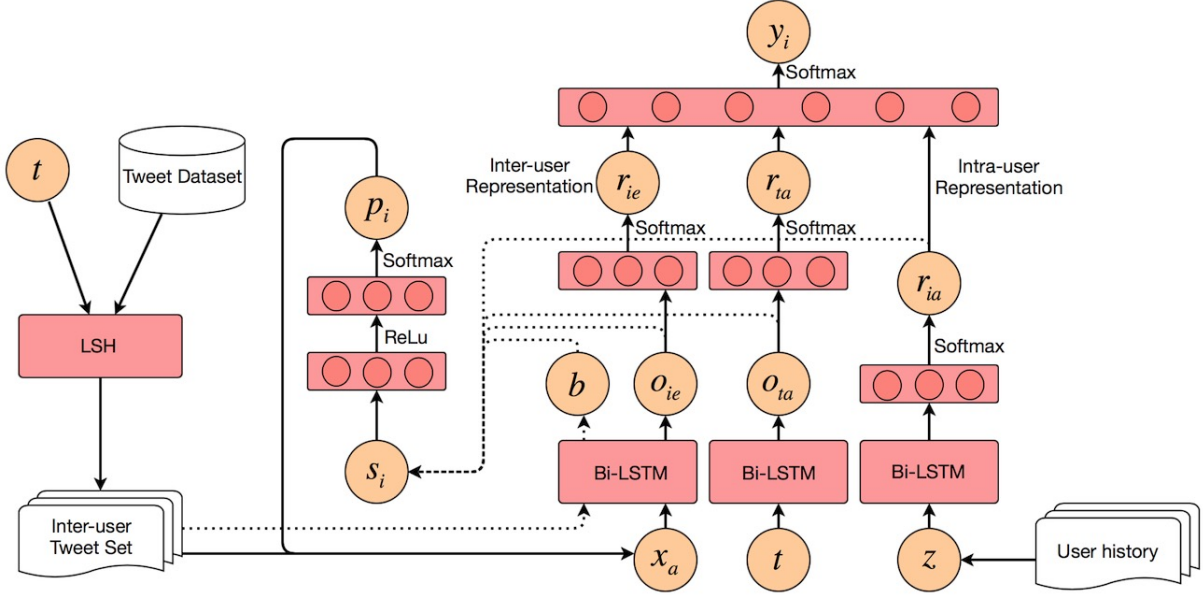 y_i
Softmax
t
Tweet Dataset
p_i
Softmax
ReLu
s_i
LSH
Inter-user
Tweet Set
Inter-user
Representation
r_ie
Softmax
r_ta
Softmax
Intra-user
Representation
r_ia
Softmax
b
o_ie
o_ta
Bi-LSTM
Bi-LSTM
Bi-LSTM
x_a
t
z
User history